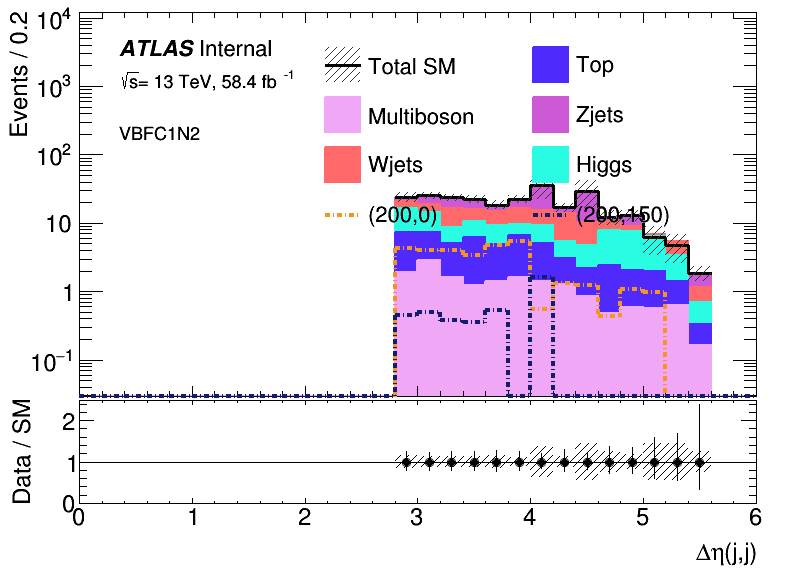 Events / 0.2
10⁴
10³
10²
10
1
10⁻¹
ATLAS Internal
√s= 13 TeV, 58.4 fb ⁻¹
VBFC1N2
Total SM
Top
Multiboson
Zjets
Wjets
Higgs
(200,0)
(200,150)
Data / SM
2
1
0
0 1 2 3 4 5 6
Δη(j,j)